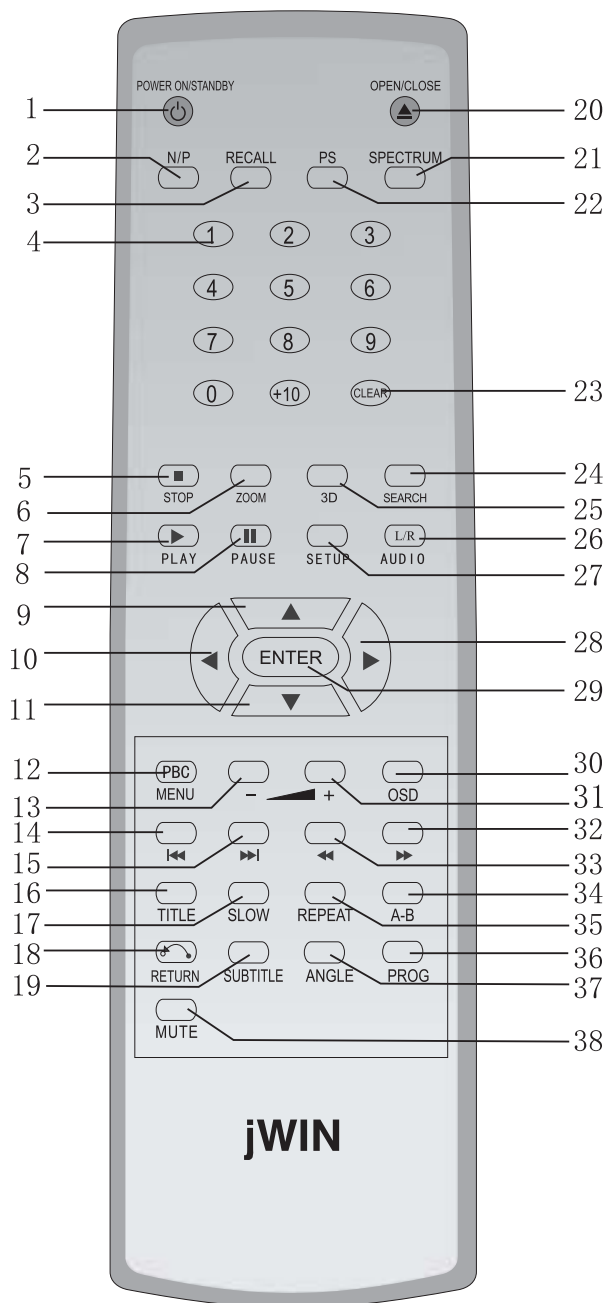 POWER ON/STANDBY OPEN/CLOSE
1 20
N/P RECALL PS SPECTRUM
2 21
3 22
4 1 2 3
4 5 6
7 8 9
0 +10 CLEAR 23
5 24
STOP ZOOM 3D SEARCH
6 25
7 L/R 26
PLAY PAUSE SETUP AUDIO
8 27
9 28
10 ENTER
11 29
12 PBC 30
MENU - + OSD
13 31
14 32
15 33
16 34
TITLE SLOW REPEAT A-B
17 35
18 36
RETURN SUBTITLE ANGLE PROG
19 37
MUTE 38
jWIN